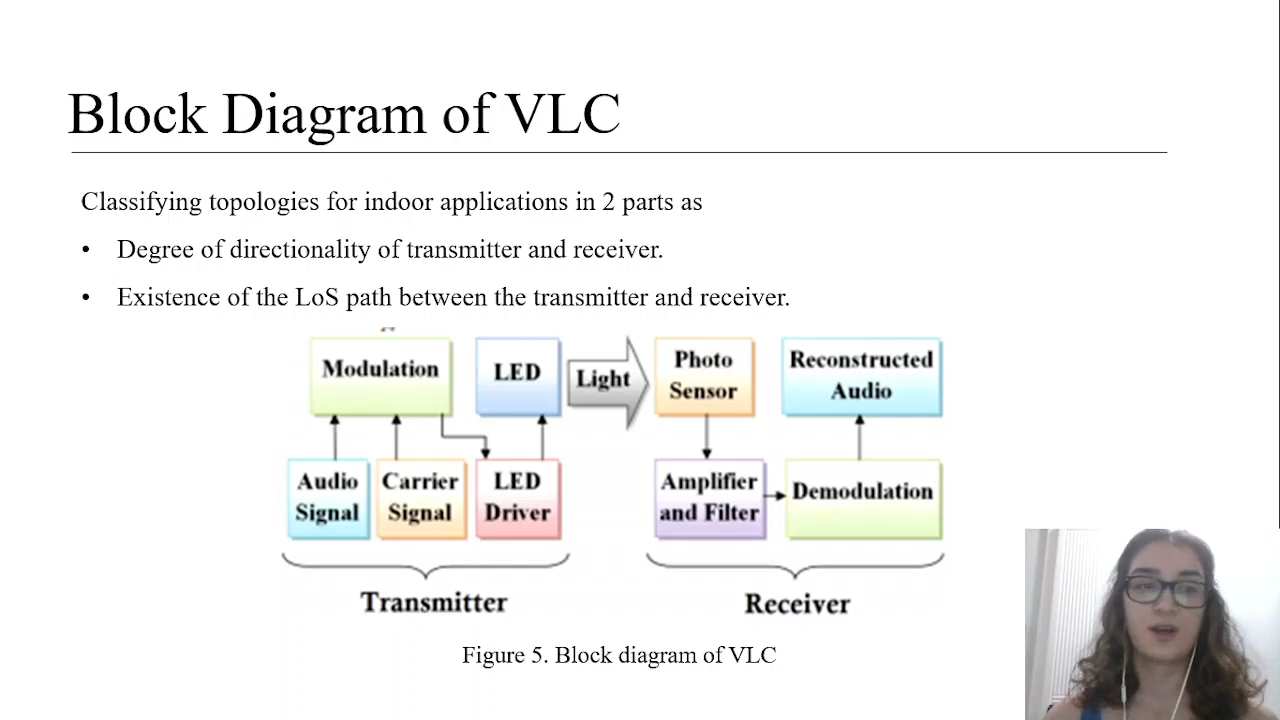 Block Diagram of VLC
Classifying topologies for indoor applications in 2 parts as
• Degree of directionality of transmitter and receiver.
• Existence of the LoS path between the transmitter and receiver.
Modulation
LED
Light
Photo
Sensor
Reconstructed
Audio
Audio
Signal
Carrier
Signal
LED
Driver
Amplifier
and Filter
Demodulation
Transmitter
Receiver
Figure 5. Block diagram of VLC